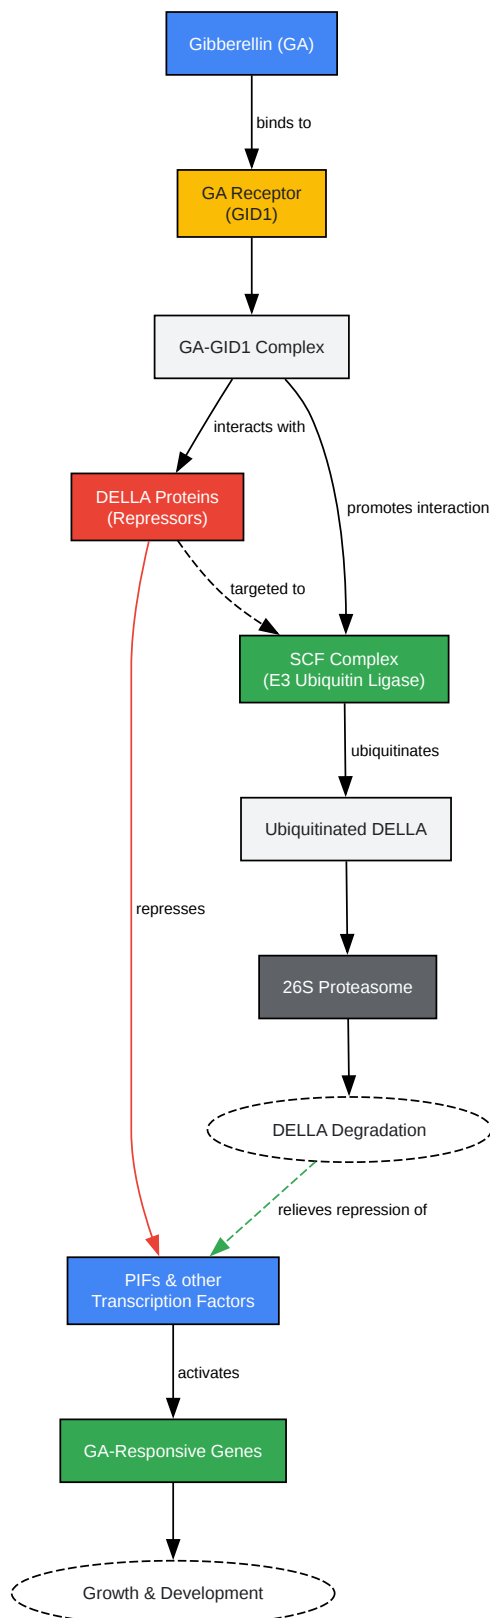 Gibberellin (GA)
binds to
GA Receptor
(GID1)
GA-GID1 Complex
interacts with
DELLA Proteins
(Repressors)
promotes interaction
targeted to
SCF Complex
(E3 Ubiquitin Ligase)
ubiquitinates
Ubiquitinated DELLA
represses
26S Proteasome
DELLA Degradation
relieves repression of
PIFs & other
Transcription Factors
activates
GA-Responsive Genes
Growth & Development